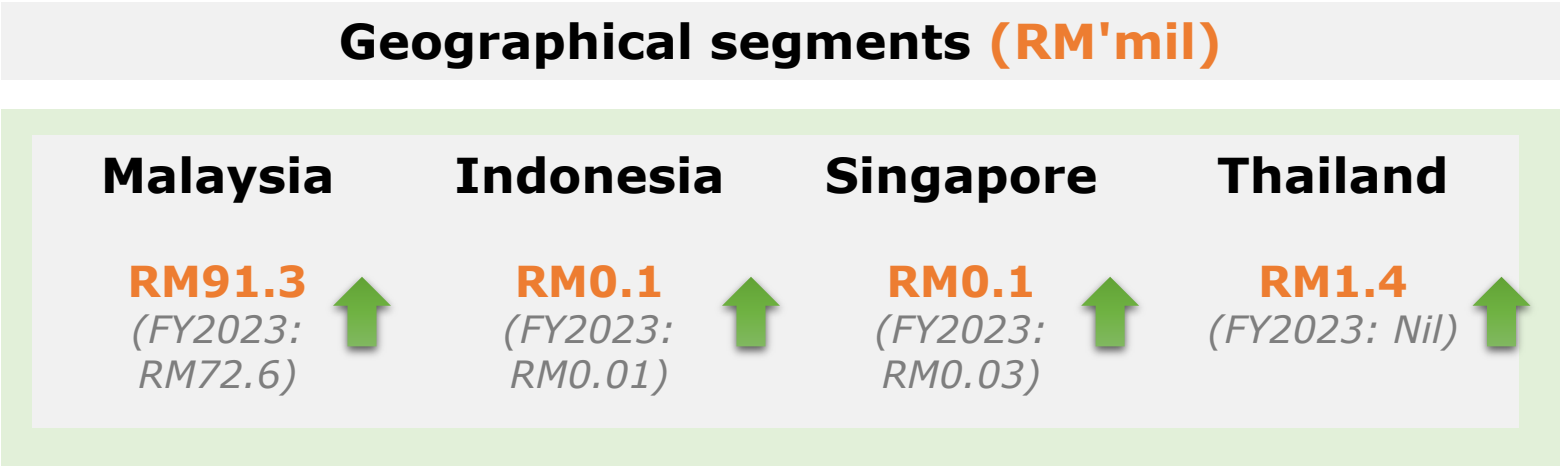 Geographical segments (RM'mil)
Malaysia
RM91.3
(FY2023:
RM72.6)
Indonesia
RM0.1
(FY2023:
RM0.01)
Singapore
RM0.1
(FY2023:
RM0.03)
Thailand
RM1.4
(FY2023: Nil)